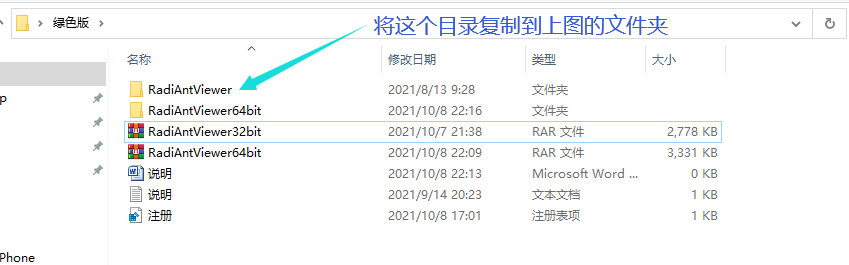 绿色版
将这个目录复制到上图的文件夹
名称 修改日期 类型 大小
RadiAntViewer 2021/8/13 9:28 文件夹
RadiAntViewer64bit 2021/10/8 22:16 文件夹
RadiAntViewer32bit 2021/10/7 21:38 RAR 文件 2,778 KB
p
RadiAntViewer64bit 2021/10/8 22:09 RAR 文件 3,331 KB
说明 2021/10/8 22:13 Microsoft Word ... 0 KB
说明 2021/9/14 20:23 文本文档 1 KB
注册 2021/10/8 17:01 注册表项 1 KB
Phone